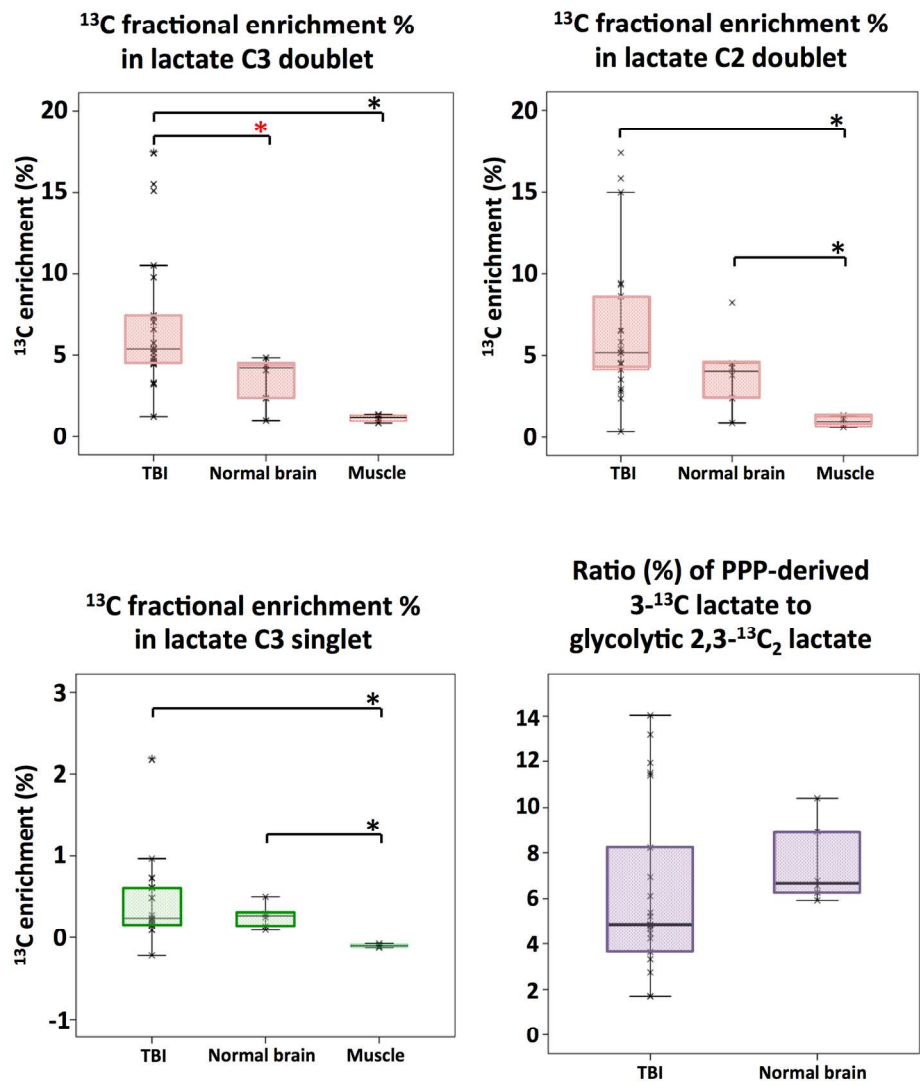 ¹³C fractional enrichment %
in lactate C3 doublet
20
15
10
5
0
¹³C enrichment (%)
*
*
TBI Normal brain Muscle
¹³C fractional enrichment %
in lactate C2 doublet
20
15
10
5
0
¹³C enrichment (%)
*
*
TBI Normal brain Muscle
¹³C fractional enrichment %
in lactate C3 singlet
3
2
1
0
-1
¹³C enrichment (%)
*
*
TBI Normal brain Muscle
Ratio (%) of PPP-derived
3-¹³C lactate to
glycolytic 2,3-¹³C₂ lactate
14
12
10
8
6
4
2
0
TBI Normal brain